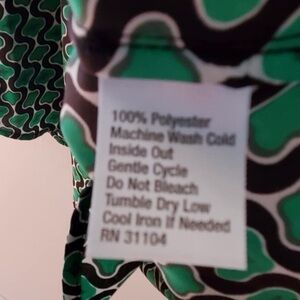 100% Polyester
Machine Wash Cold
Inside Out
Gentle Cycle
Do Not Bleach
Tumble Dry Low
Cool Iron If Needed
RN 31104